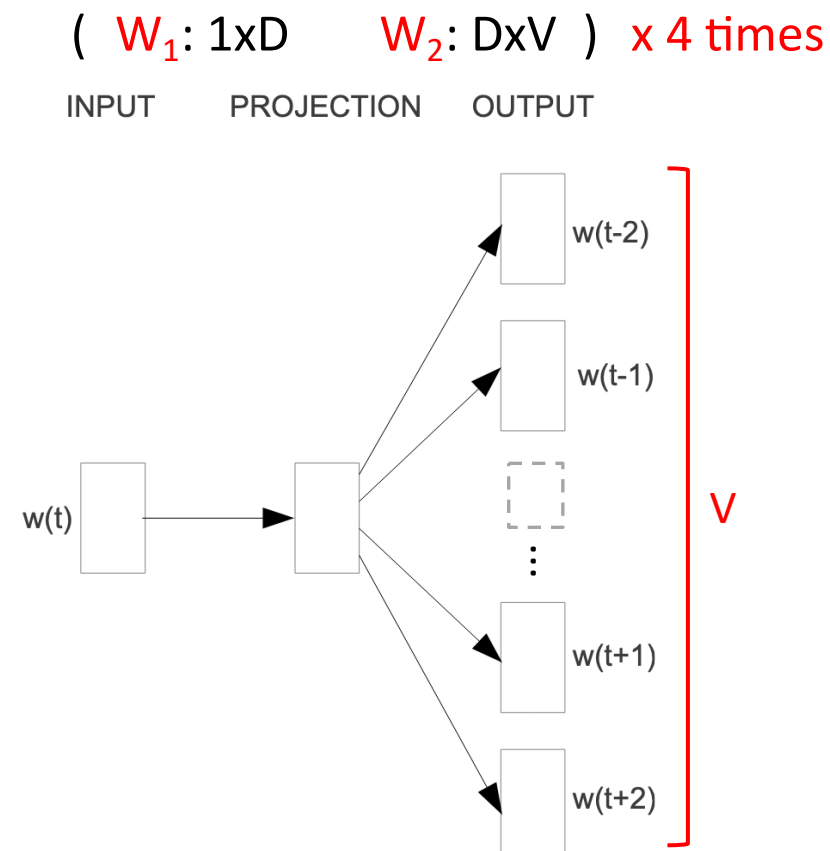 ( W₁: 1xD W₂: DxV ) x 4 times
INPUT PROJECTION OUTPUT
w(t-2)
w(t-1)
V
w(t)
⋮
w(t+1)
w(t+2)